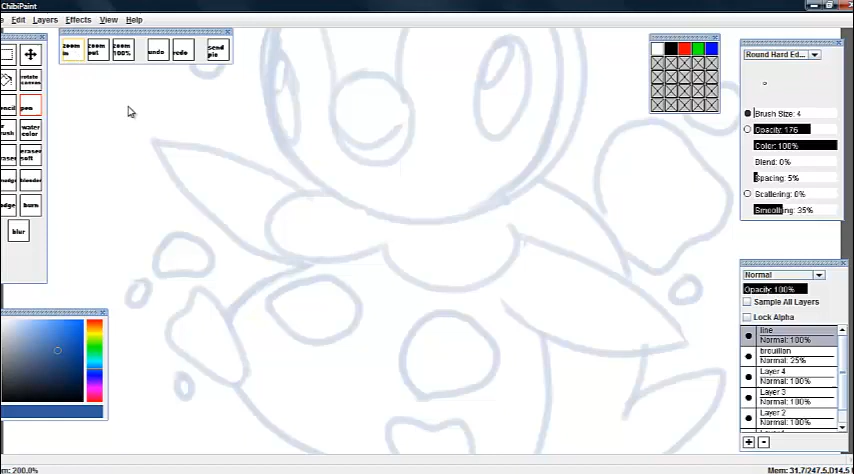 ChibiPaint
Edit Layers Effects View Help
zoom in zoom out zoom 100% undo redo send pic
rotate canvas
pen
water color
eraser soft
blender
burn
blur
Round Hard Ed...
Brush Size: 4
Opacity: 176
Color: 100%
Blend: 0%
Spacing: 5%
Scattering: 0%
Smoothing: 35%
Normal
Opacity: 100%
Sample All Layers
Lock Alpha
line
Normal: 100%
brouillon
Normal: 25%
Layer 4
Normal: 100%
Layer 3
Normal: 100%
Layer 2
Normal: 100%
+ -
m: 200.0%